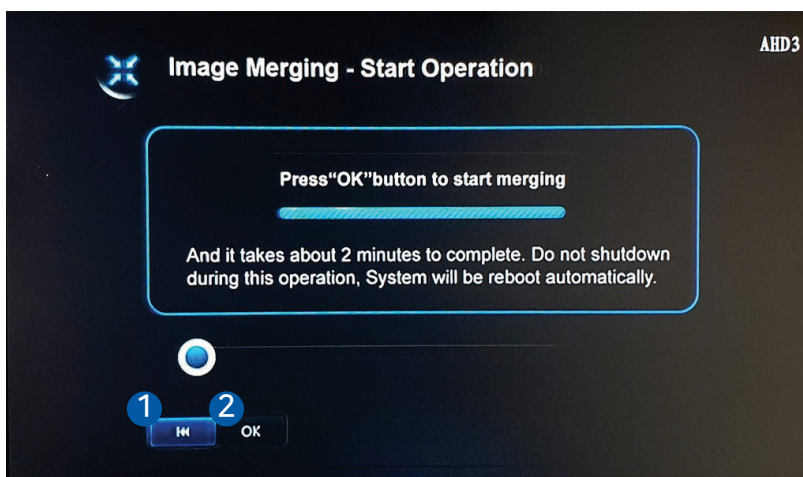 AHD3
Image Merging - Start Operation
Press“OK”button to start merging
And it takes about 2 minutes to complete. Do not shutdown
during this operation, System will be reboot automatically.
1 2
OK